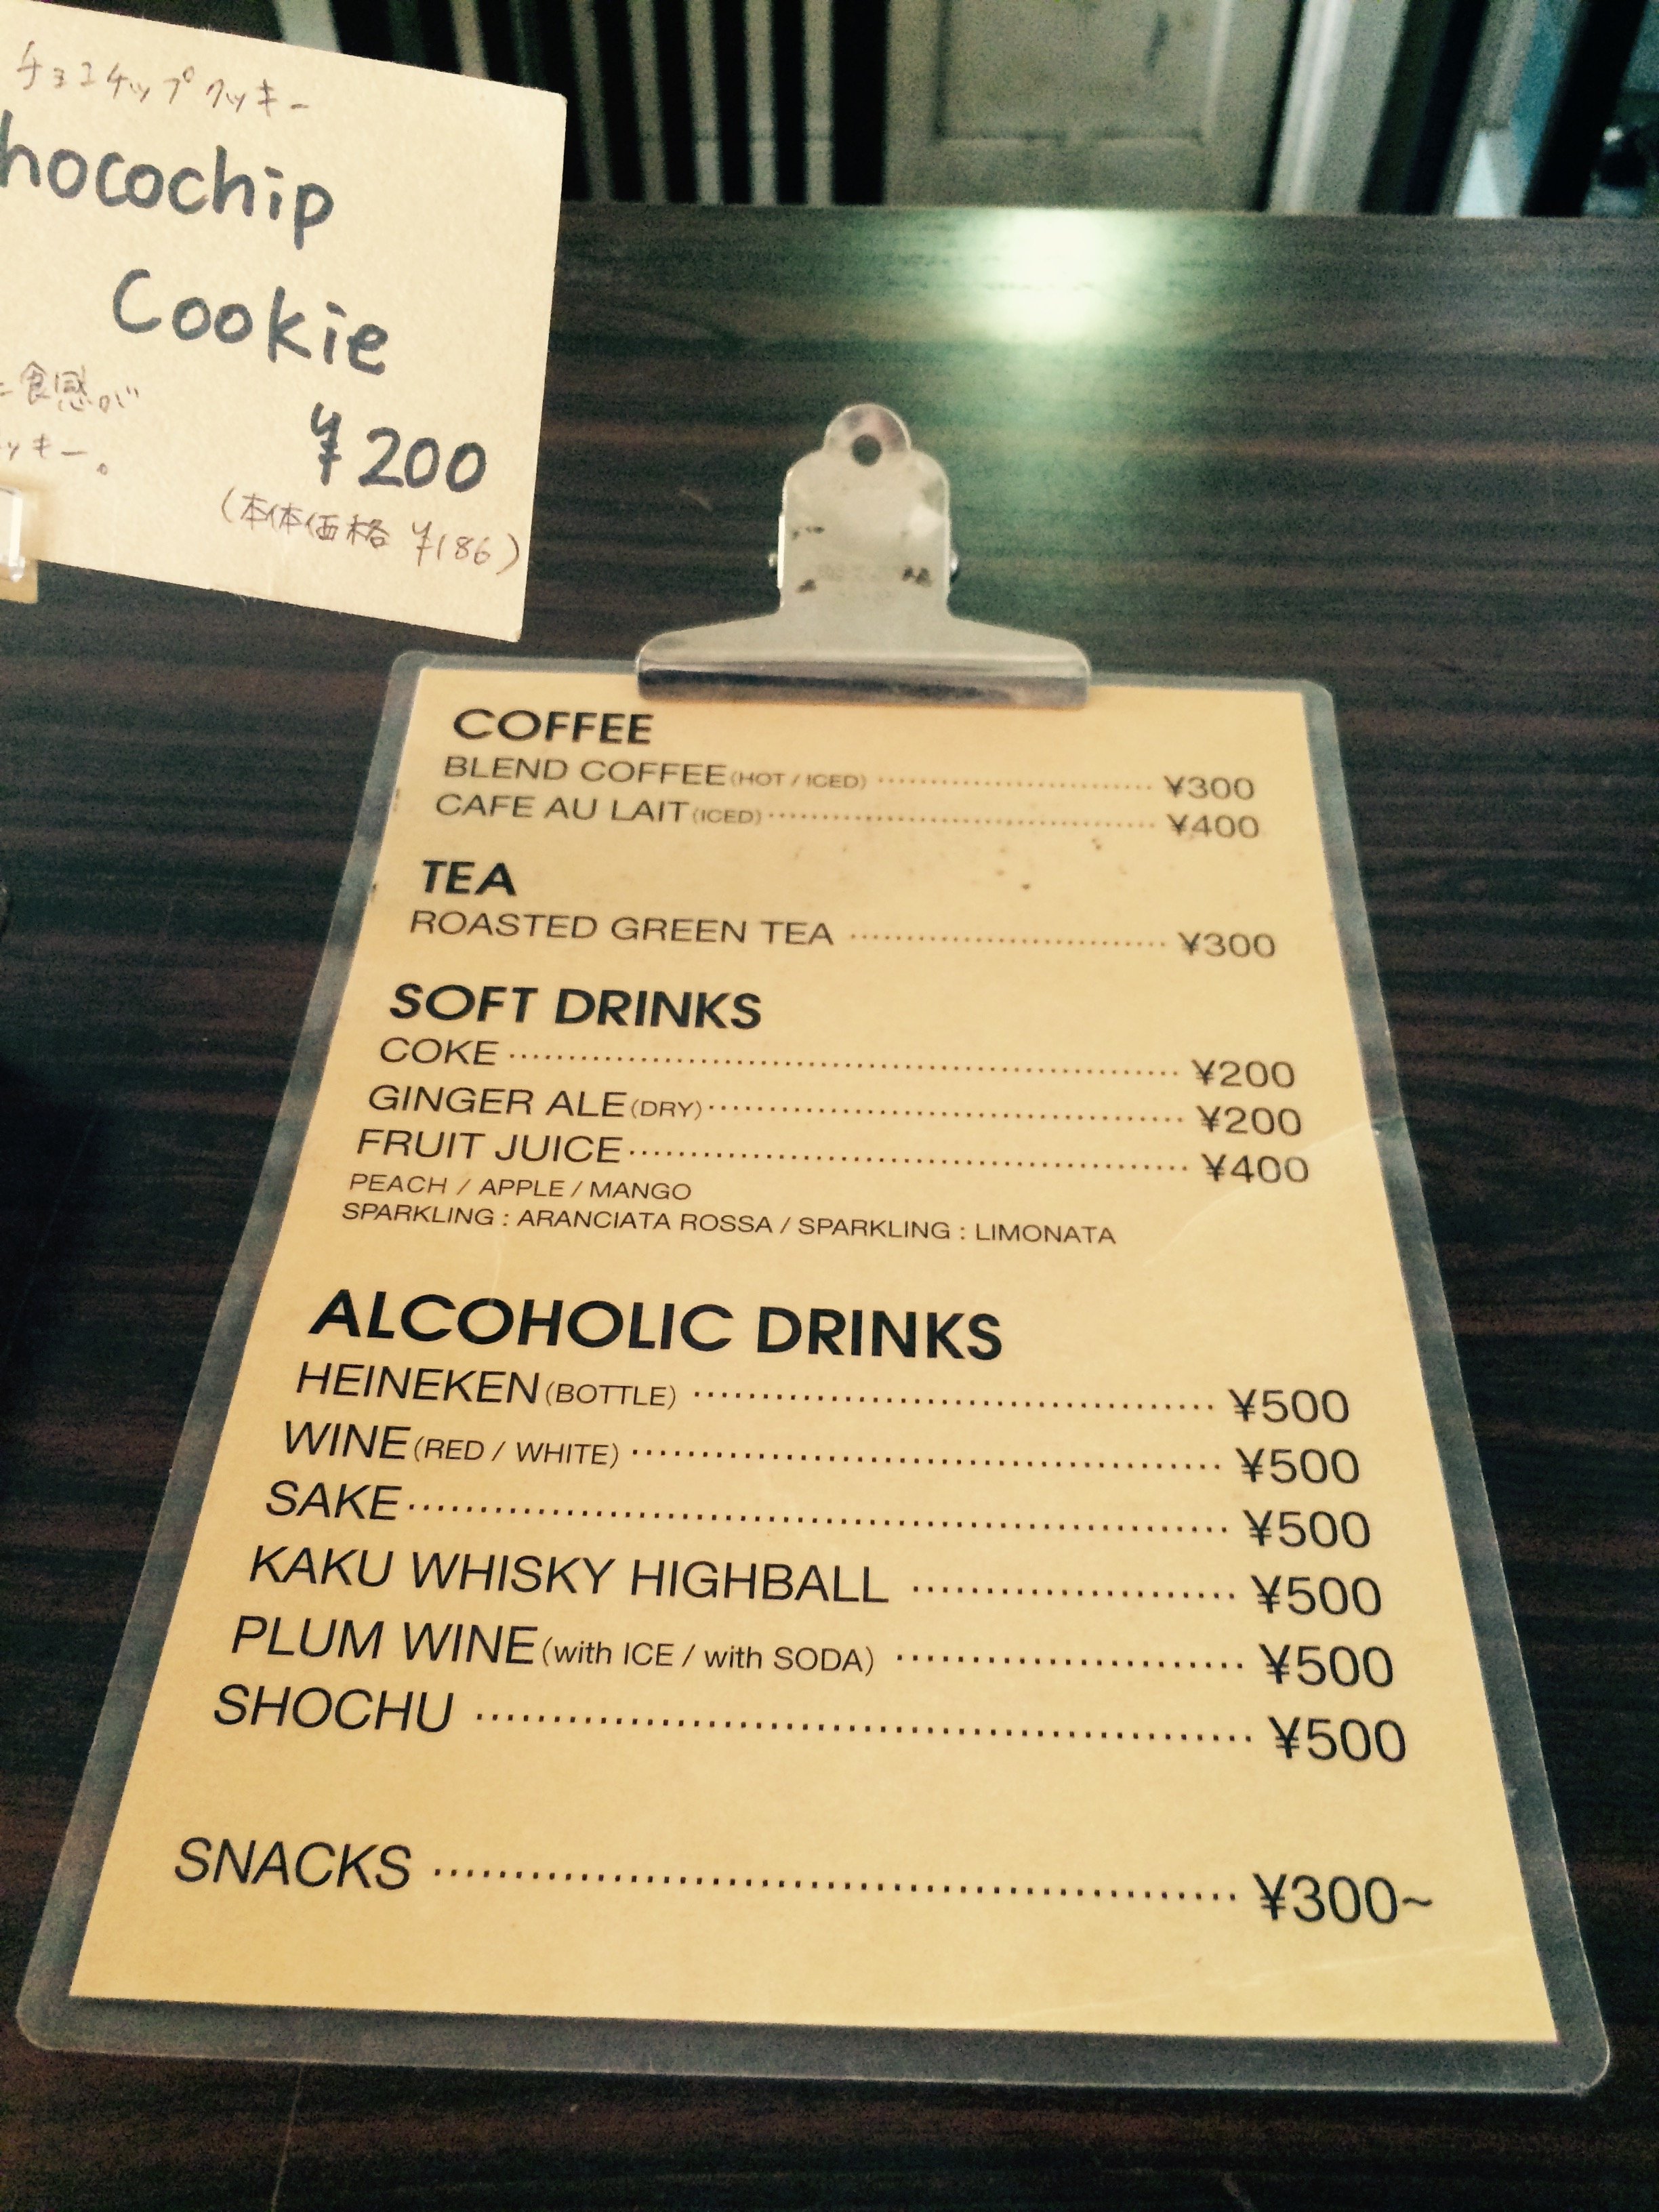 チョコチップクッキー
hocochip
Cookie
食感が
ッキー。
¥200
(本体価格 ¥186)
COFFEE
BLEND COFFEE(HOT / ICED) ¥300
CAFE AU LAIT(ICED) ¥400
TEA
ROASTED GREEN TEA ¥300
SOFT DRINKS
COKE ¥200
GINGER ALE(DRY) ¥200
FRUIT JUICE ¥400
PEACH / APPLE / MANGO
SPARKLING : ARANCIATA ROSSA / SPARKLING : LIMONATA
ALCOHOLIC DRINKS
HEINEKEN(BOTTLE) ¥500
WINE(RED / WHITE) ¥500
SAKE ¥500
KAKU WHISKY HIGHBALL ¥500
PLUM WINE(with ICE / with SODA) ¥500
SHOCHU ¥500
SNACKS ¥300~